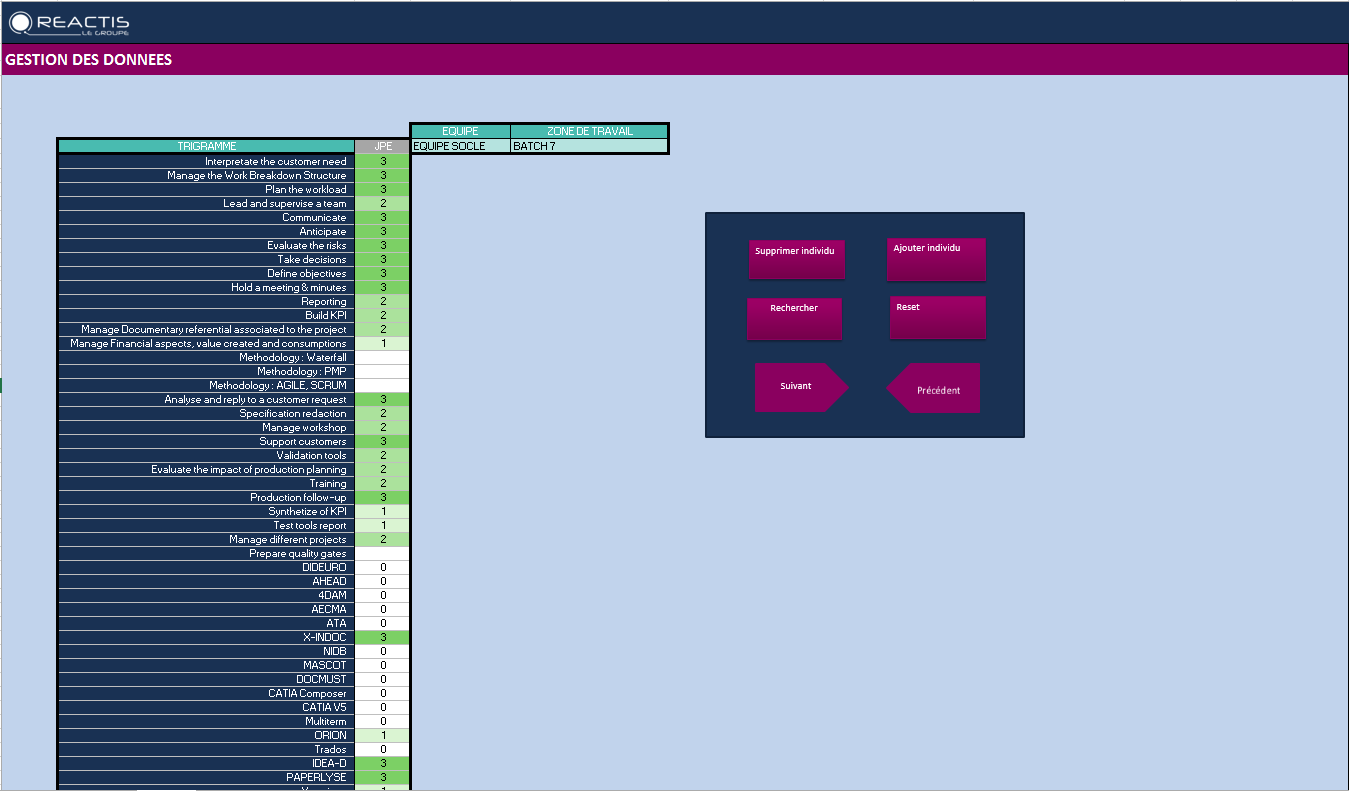 REACTIS
LE GROUPE
GESTION DES DONNEES
EQUIPE ZONE DE TRAVAIL
TRIGRAMME JPE EQUIPE SOCLE BATCH 7
Interpretate the customer need 3
Manage the Work Breakdown Structure 3
Plan the workload 3
Lead and supervise a team 2
Communicate 3
Anticipate 3
Evaluate the risks 3
Take decisions 3
Define objectives 3
Hold a meeting & minutes 3
Reporting 2
Build KPI 2
Manage Documentary referential associated to the project 2
Manage Financial aspects, value created and consumptions 1
Methodology : Waterfall
Methodology : PMP
Methodology : AGILE, SCRUM
Analyse and reply to a customer request 3
Specification redaction 2
Manage workshop 2
Support customers 3
Validation tools 2
Evaluate the impact of production planning 2
Training 2
Production follow-up 3
Synthetize of KPI 1
Test tools report 1
Manage different projects 2
Prepare quality gates
DIDEURO 0
AHEAD 0
4DAM 0
AECMA 0
ATA 0
X-INDOC 3
NIDB 0
MASCOT 0
DOCMUST 0
CATIA Composer 0
CATIA V5 0
Multiterm 0
ORION 1
Trados 0
IDEA-D 3
PAPERLYSE 3
Supprimer individu Ajouter individu
Rechercher Reset
Suivant Précédent